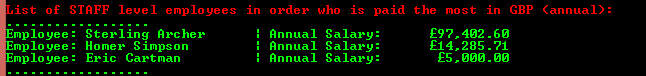 List of STAFF level employees in order who is paid the most in GBP (annual):
-------------------
Employee: Sterling Archer | Annual Salary: £97,402.60
Employee: Homer Simpson | Annual Salary: £14,285.71
Employee: Eric Cartman | Annual Salary: £5,000.00
-------------------